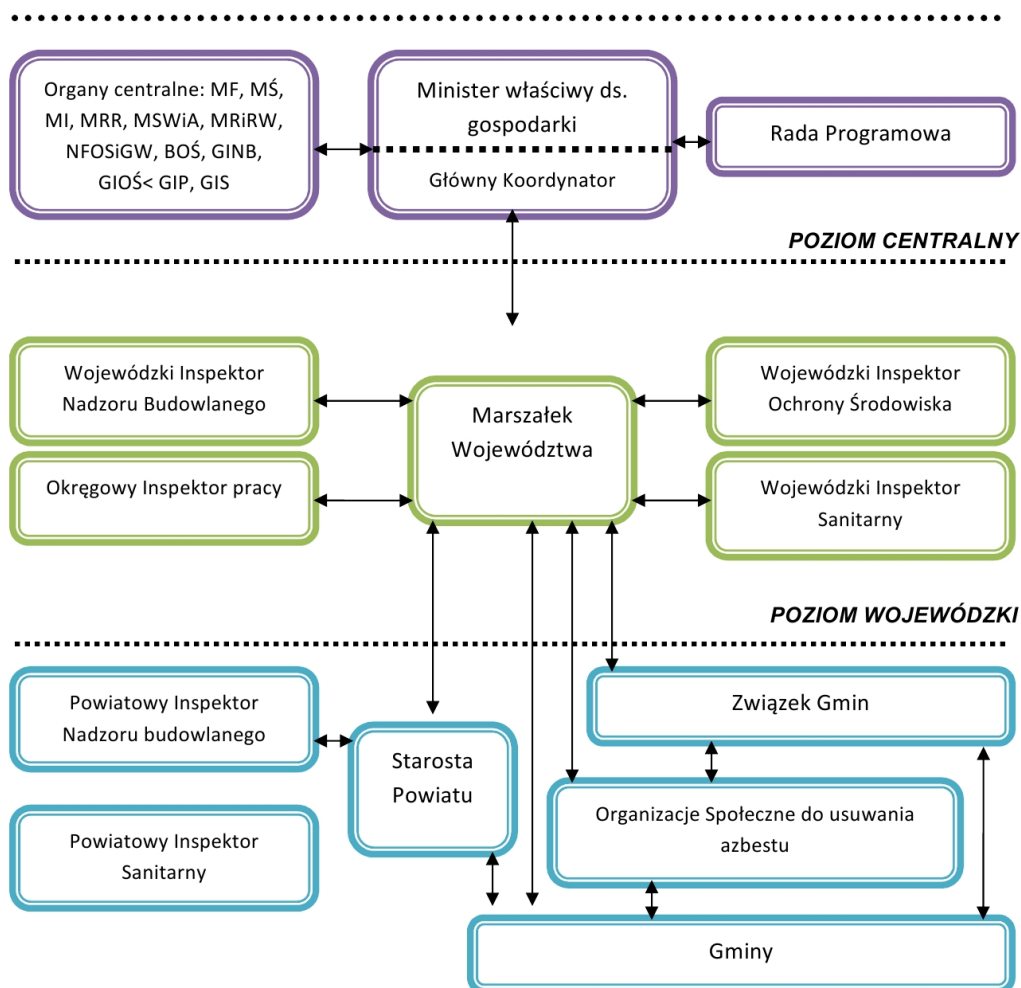 Organy centralne: MF, MŚ,
MI, MRR, MSWiA, MRiRW,
NFOSiGW, BOŚ, GINB,
GIOŚ< GIP, GIS
Minister właściwy ds.
gospodarki
Główny Koordynator
Rada Programowa
POZIOM CENTRALNY
Wojewódzki Inspektor
Nadzoru Budowlanego
Okręgowy Inspektor pracy
Marszałek
Województwa
Wojewódzki Inspektor
Ochrony Środowiska
Wojewódzki Inspektor
Sanitarny
POZIOM WOJEWÓDZKI
Powiatowy Inspektor
Nadzoru budowlanego
Powiatowy Inspektor
Sanitarny
Starosta
Powiatu
Związek Gmin
Organizacje Społeczne do usuwania
azbestu
Gminy